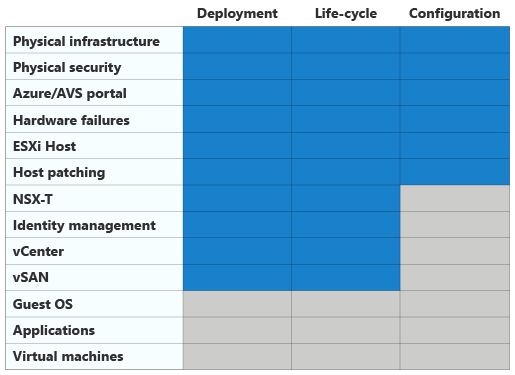 Deployment Life-cycle Configuration
Physical infrastructure
Physical security
Azure/AVS portal
Hardware failures
ESXi Host
Host patching
NSX-T
Identity management
vCenter
vSAN
Guest OS
Applications
Virtual machines